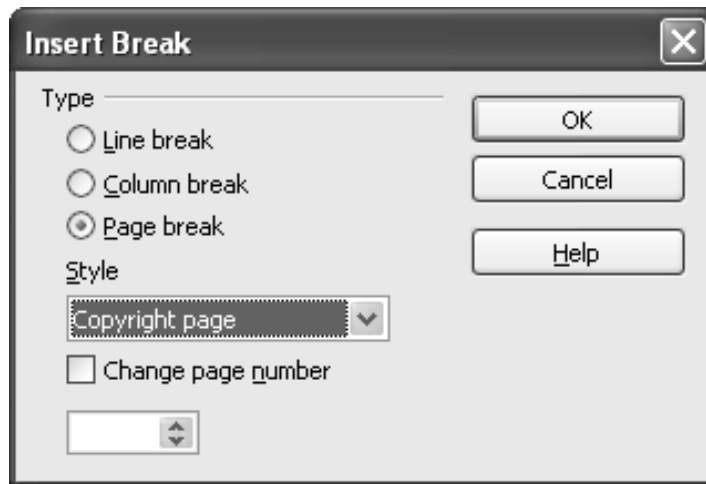 Insert Break
Type
Line break
Column break
Page break
Style
Copyright page
Change page number
OK
Cancel
Help